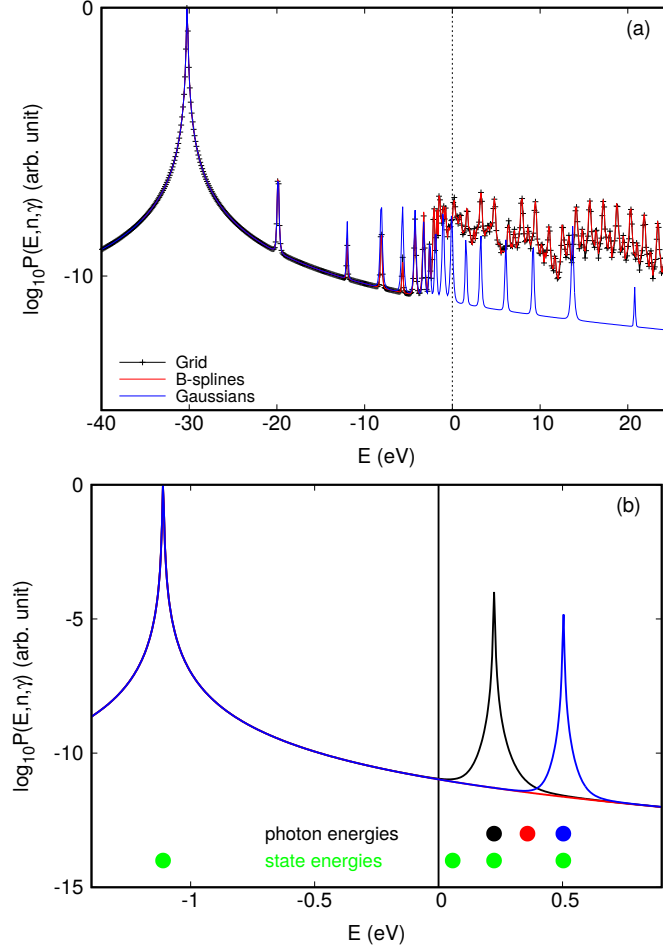 0
(a)
log10P(E,n,γ) (arb. unit)
-10
Grid
B-splines
Gaussians
-40 -30 -20 -10 0 10 20
E (eV)
0
(b)
log10P(E,n,γ) (arb. unit)
-5
-10
photon energies
state energies
-15
-1 -0.5 0 0.5
E (eV)